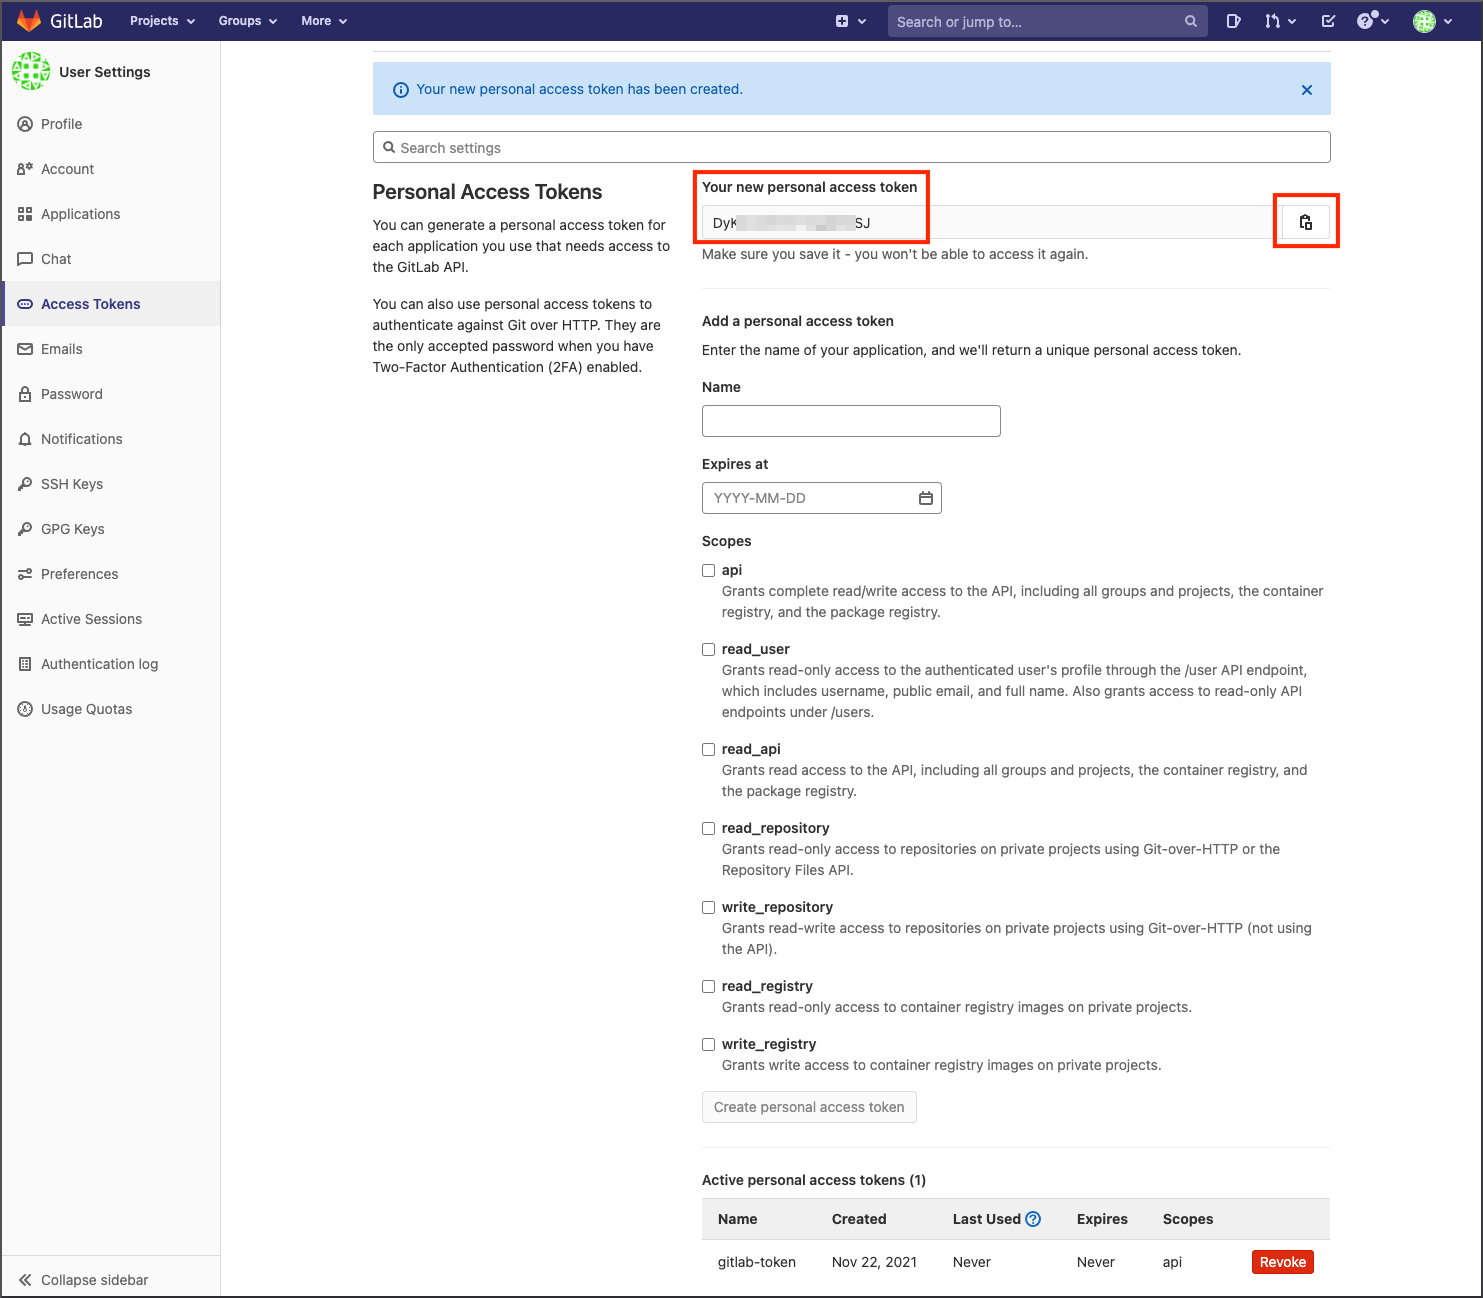 GitLab Projects Groups More Search or jump to...
User Settings
Profile
Account
Applications
Chat
Access Tokens
Emails
Password
Notifications
SSH Keys
GPG Keys
Preferences
Active Sessions
Authentication log
Usage Quotas
Collapse sidebar
Your new personal access token has been created.
Search settings
Personal Access Tokens
You can generate a personal access token for
each application you use that needs access to
the GitLab API.
You can also use personal access tokens to
authenticate against Git over HTTP. They are
the only accepted password when you have
Two-Factor Authentication (2FA) enabled.
Your new personal access token
DyK SJ
Make sure you save it - you won't be able to access it again.
Add a personal access token
Enter the name of your application, and we'll return a unique personal access token.
Name
Expires at
YYYY-MM-DD
Scopes
api
Grants complete read/write access to the API, including all groups and projects, the container
registry, and the package registry.
read_user
Grants read-only access to the authenticated user's profile through the /user API endpoint,
which includes username, public email, and full name. Also grants access to read-only API
endpoints under /users.
read_api
Grants read access to the API, including all groups and projects, the container registry, and
the package registry.
read_repository
Grants read-only access to repositories on private projects using Git-over-HTTP or the
Repository Files API.
write_repository
Grants read-write access to repositories on private projects using Git-over-HTTP (not using
the API).
read_registry
Grants read-only access to container registry images on private projects.
write_registry
Grants write access to container registry images on private projects.
Create personal access token
Active personal access tokens (1)
Name Created Last Used Expires Scopes
gitlab-token Nov 22, 2021 Never Never api Revoke